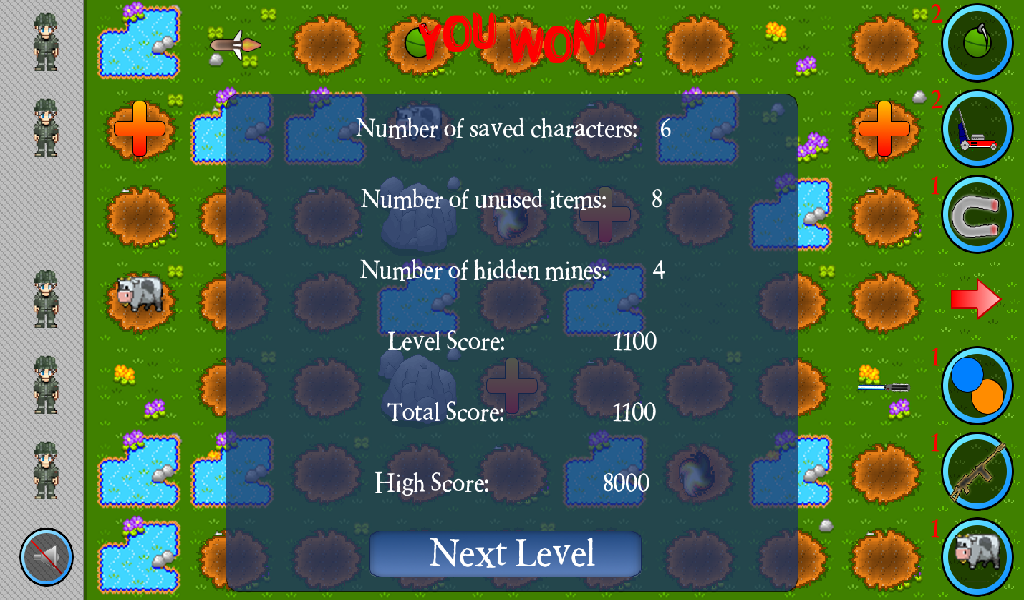 YOU WON!
2
Number of saved characters: 6
2
Number of unused items: 8
1
Number of hidden mines: 4
Level Score: 1100
1
Total Score: 1100
1
High Score: 8000
1
Next Level